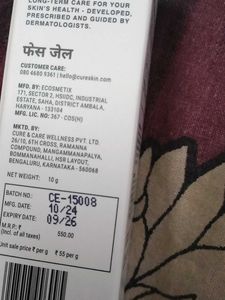 LONG-TERM CARE FOR YOUR
SKIN'S HEALTH - DEVELOPED,
PRESCRIBED AND GUIDED BY
DERMATOLOGISTS.
फेस जेल
CUSTOMER CARE:
080 4680 9361 | hello@cureskin.com
MFD. BY: ECOSMETIX
171, SECTOR 2, HSIIDC, INDUSTRIAL
ESTATE, SAHA, DISTRICT AMBALA,
HARYANA - 133104
MFG. LIC. NO: 367 - COS(H)
MKTD. BY:
CURE & CARE WELLNESS PVT. LTD.
26/10, 6TH CROSS, RAMANNA
COMPOUND, MANGAMMANAPALYA,
BOMMANAHALLI, HSR LAYOUT,
BENGALURU, KARNATAKA - 560068
NET WEIGHT: 10 g
BATCH NO.: CE-15008
MFG. DATE: 10/24
EXPIRY DATE: 09/26
M.R.P.: ₹ 550.00
(Incl. of all taxes)
Unit sale price ₹ per g ₹ 55 per g